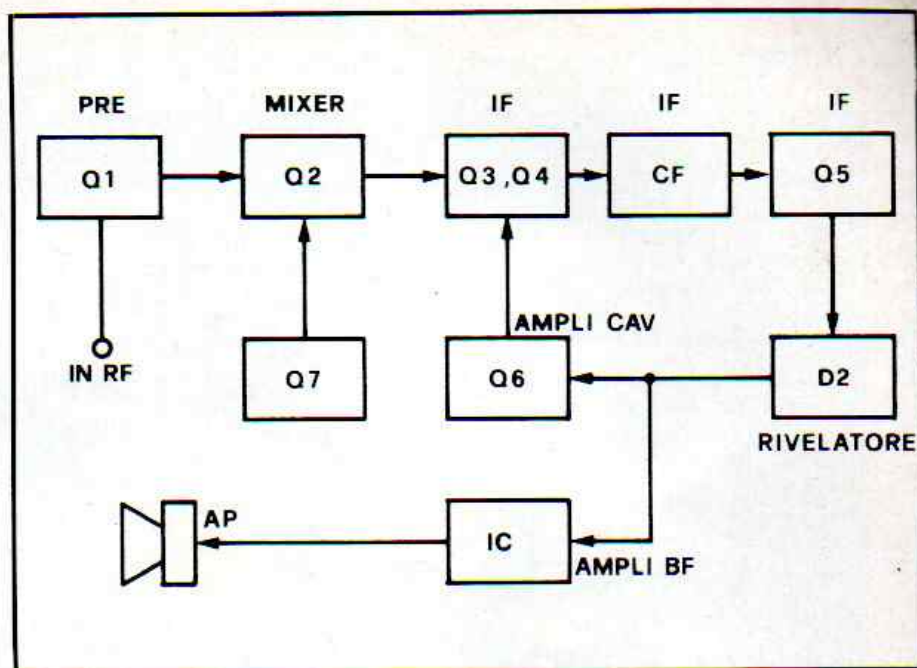 PRE MIXER IF IF IF
Q1 Q2 Q3,Q4 CF Q5
AMPLI CAV
IN RF Q7 Q6 D2
RIVELATORE
AP IC
AMPLI BF